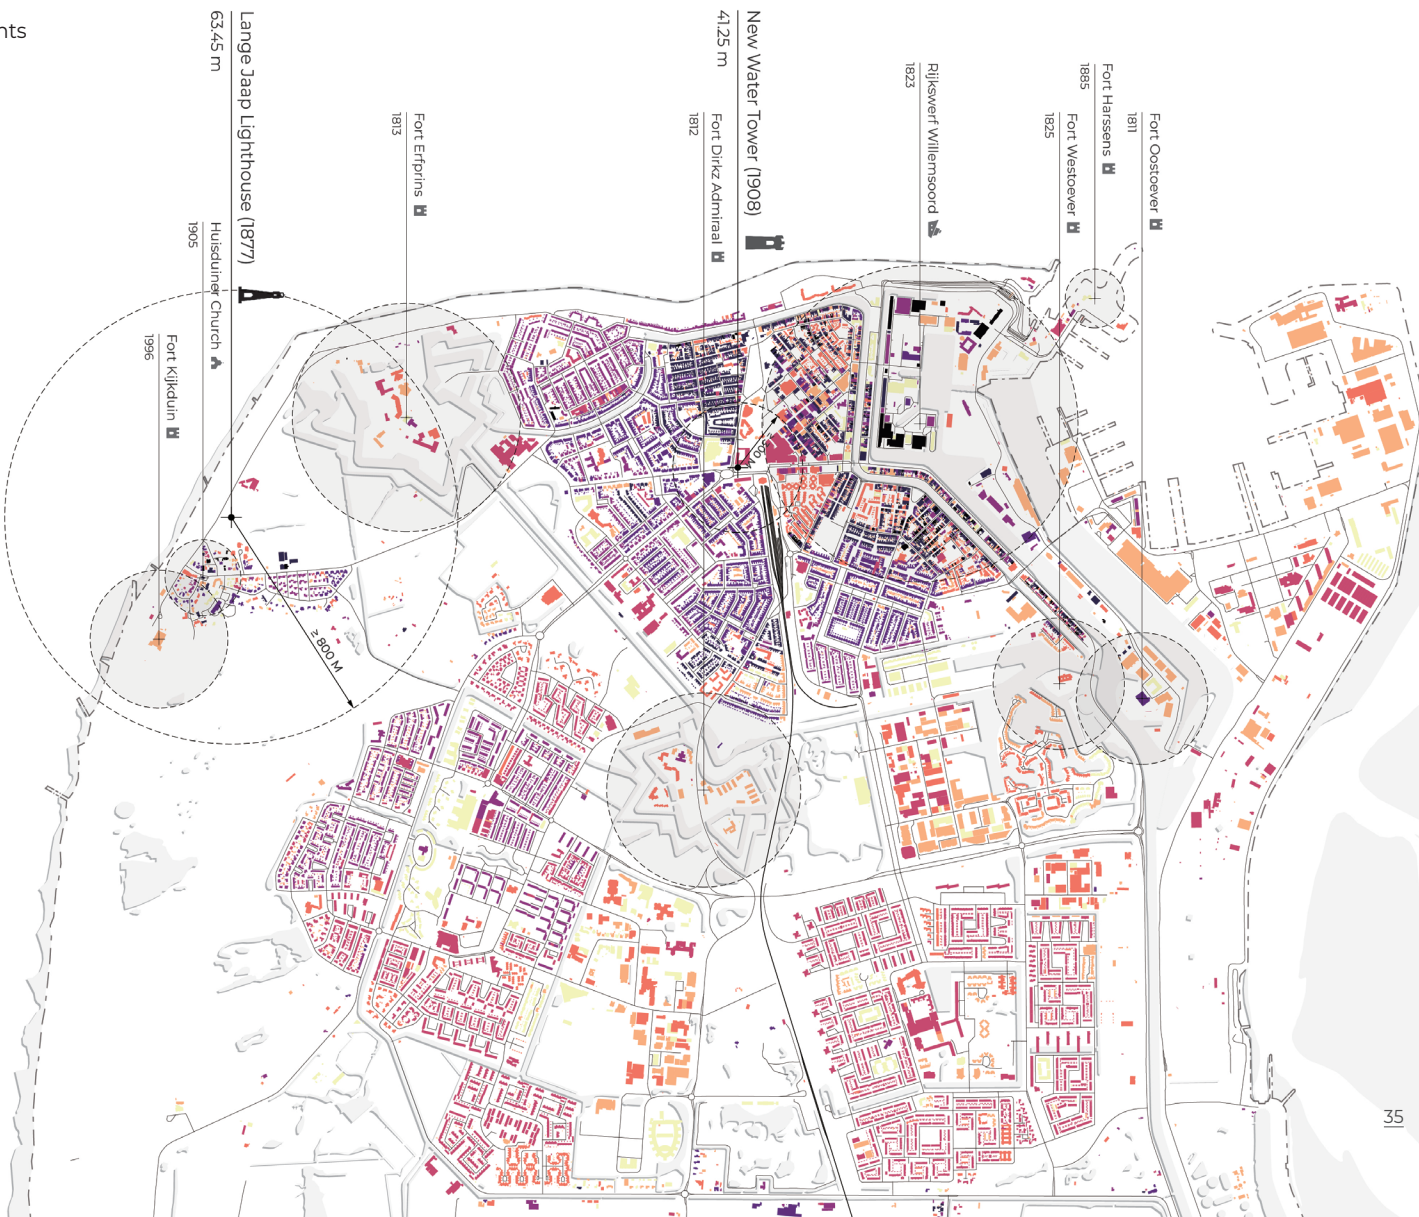 nts
Lange Jaap Lighthouse (1877)
63.45 m
New Water Tower (1908)
41.25 m
Fort Harssens
1885
Rijkswerf Willemsoord
1823
Fort Oostoever
1811
Fort Westoever
1825
Fort Dirkz Admiraal
1812
Fort Erfprins
1813
Huisduiner Church
1905
Fort Kijkduin
1996
≥ 800 M
35